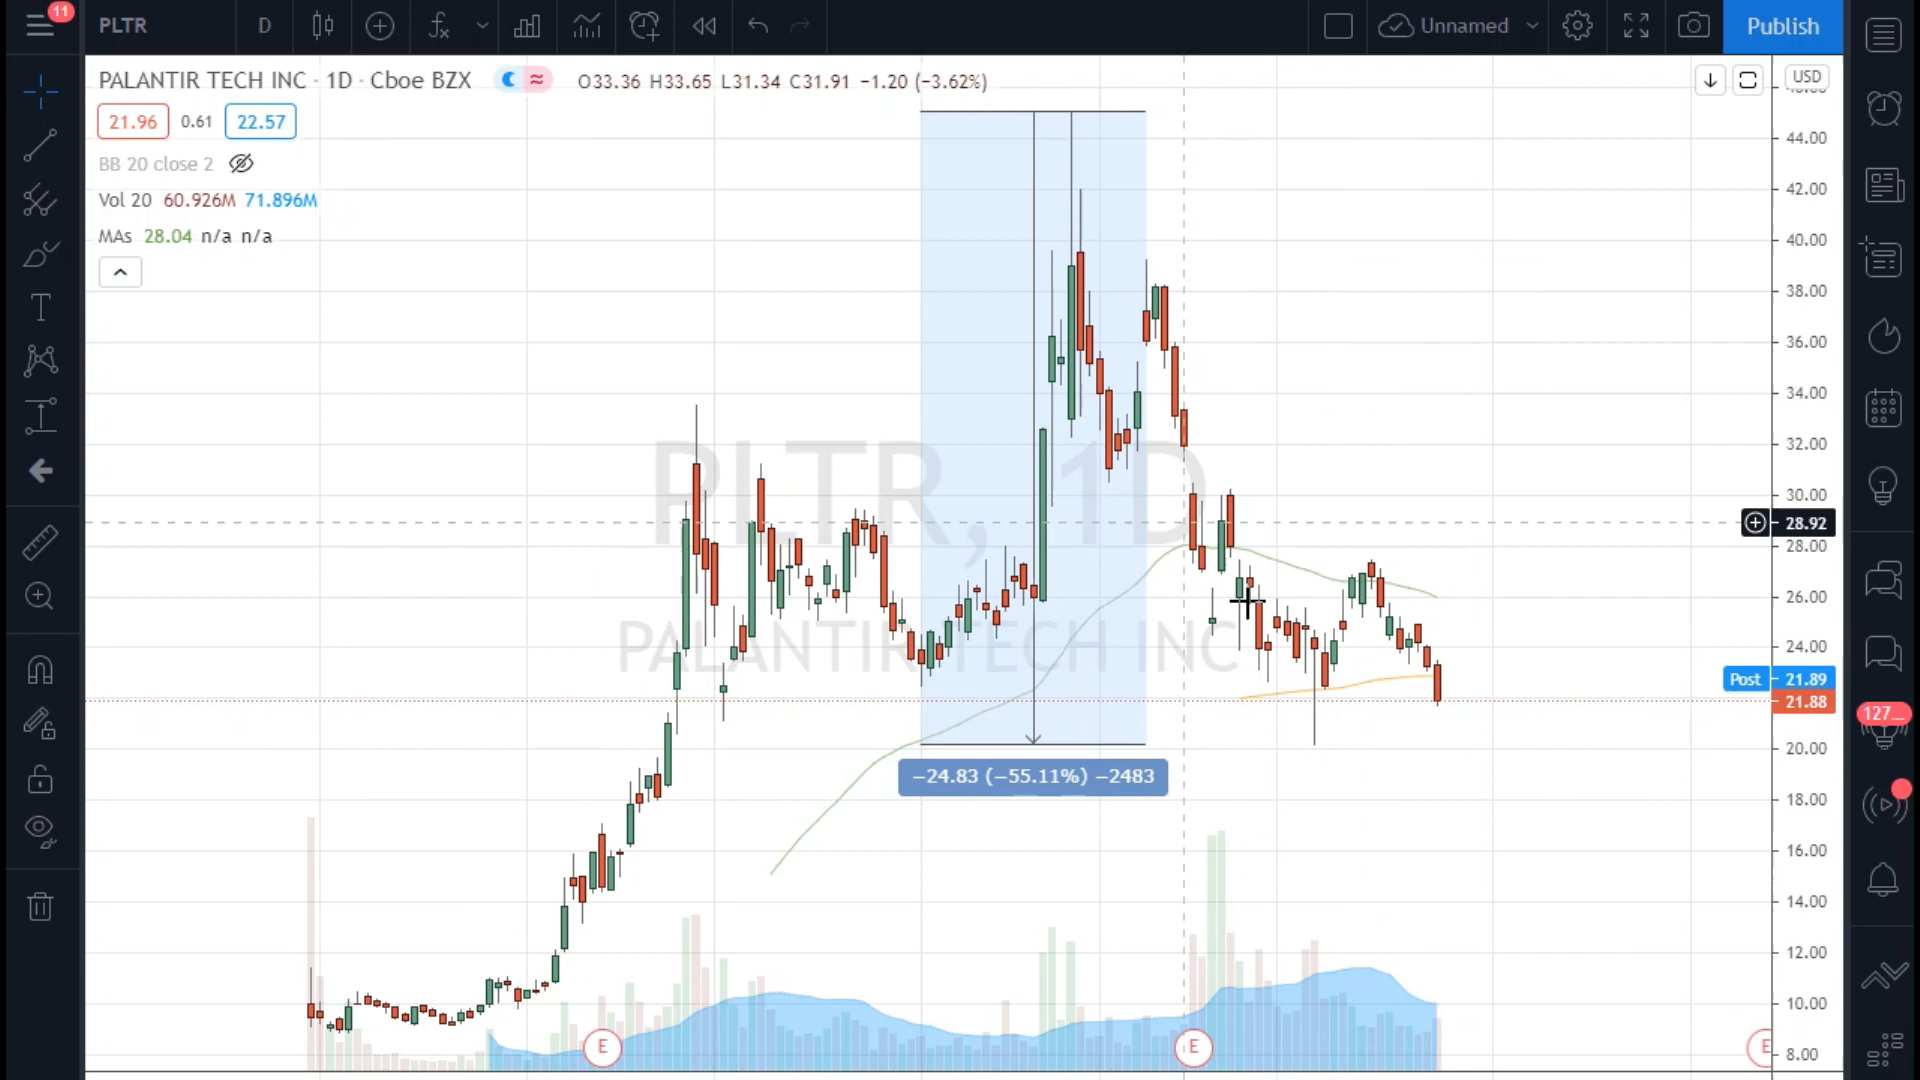 11
PLTR
D
Unnamed
Publish
PALANTIR TECH INC · 1D · Cboe BZX
O33.36 H33.65 L31.34 C31.91 −1.20 (−3.62%)
USD
21.96 0.61 22.57
BB 20 close 2
Vol 20 60.926M 71.896M
MAs 28.04 n/a n/a
44.00
42.00
40.00
38.00
36.00
34.00
32.00
30.00
28.92
28.00
26.00
24.00
Post 21.89
21.88
20.00
18.00
16.00
14.00
12.00
10.00
8.00
PLTR, 1D
PALANTIR TECH INC
−24.83 (−55.11%) −2483
E
E
E
127...